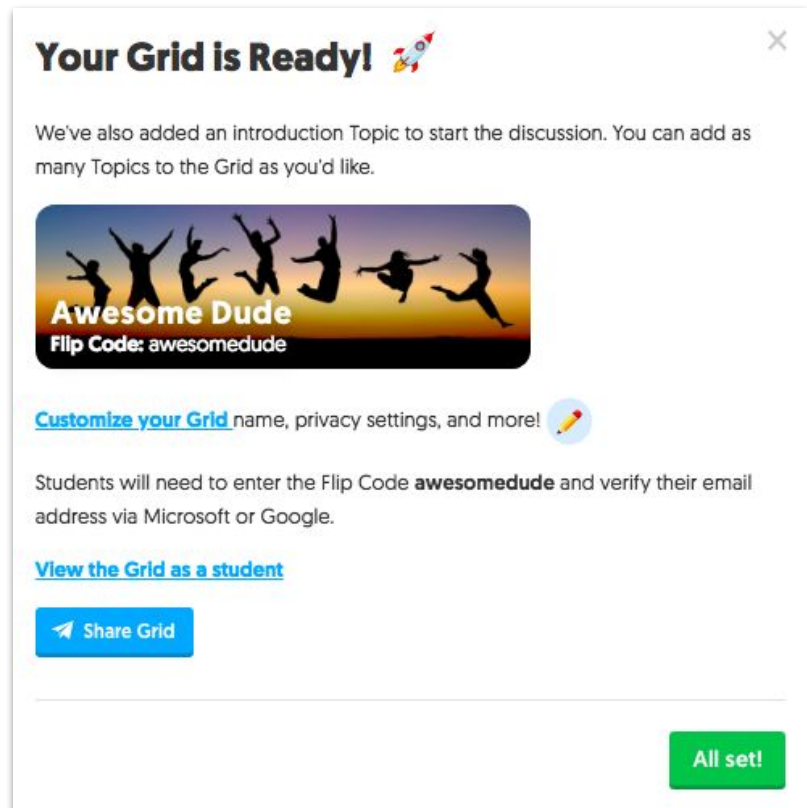 Your Grid is Ready! 🚀
We've also added an introduction Topic to start the discussion. You can add as
many Topics to the Grid as you'd like.
Awesome Dude
Flip Code: awesomedude
Customize your Grid name, privacy settings, and more!
Students will need to enter the Flip Code awesomedude and verify their email
address via Microsoft or Google.
View the Grid as a student
Share Grid
All set!